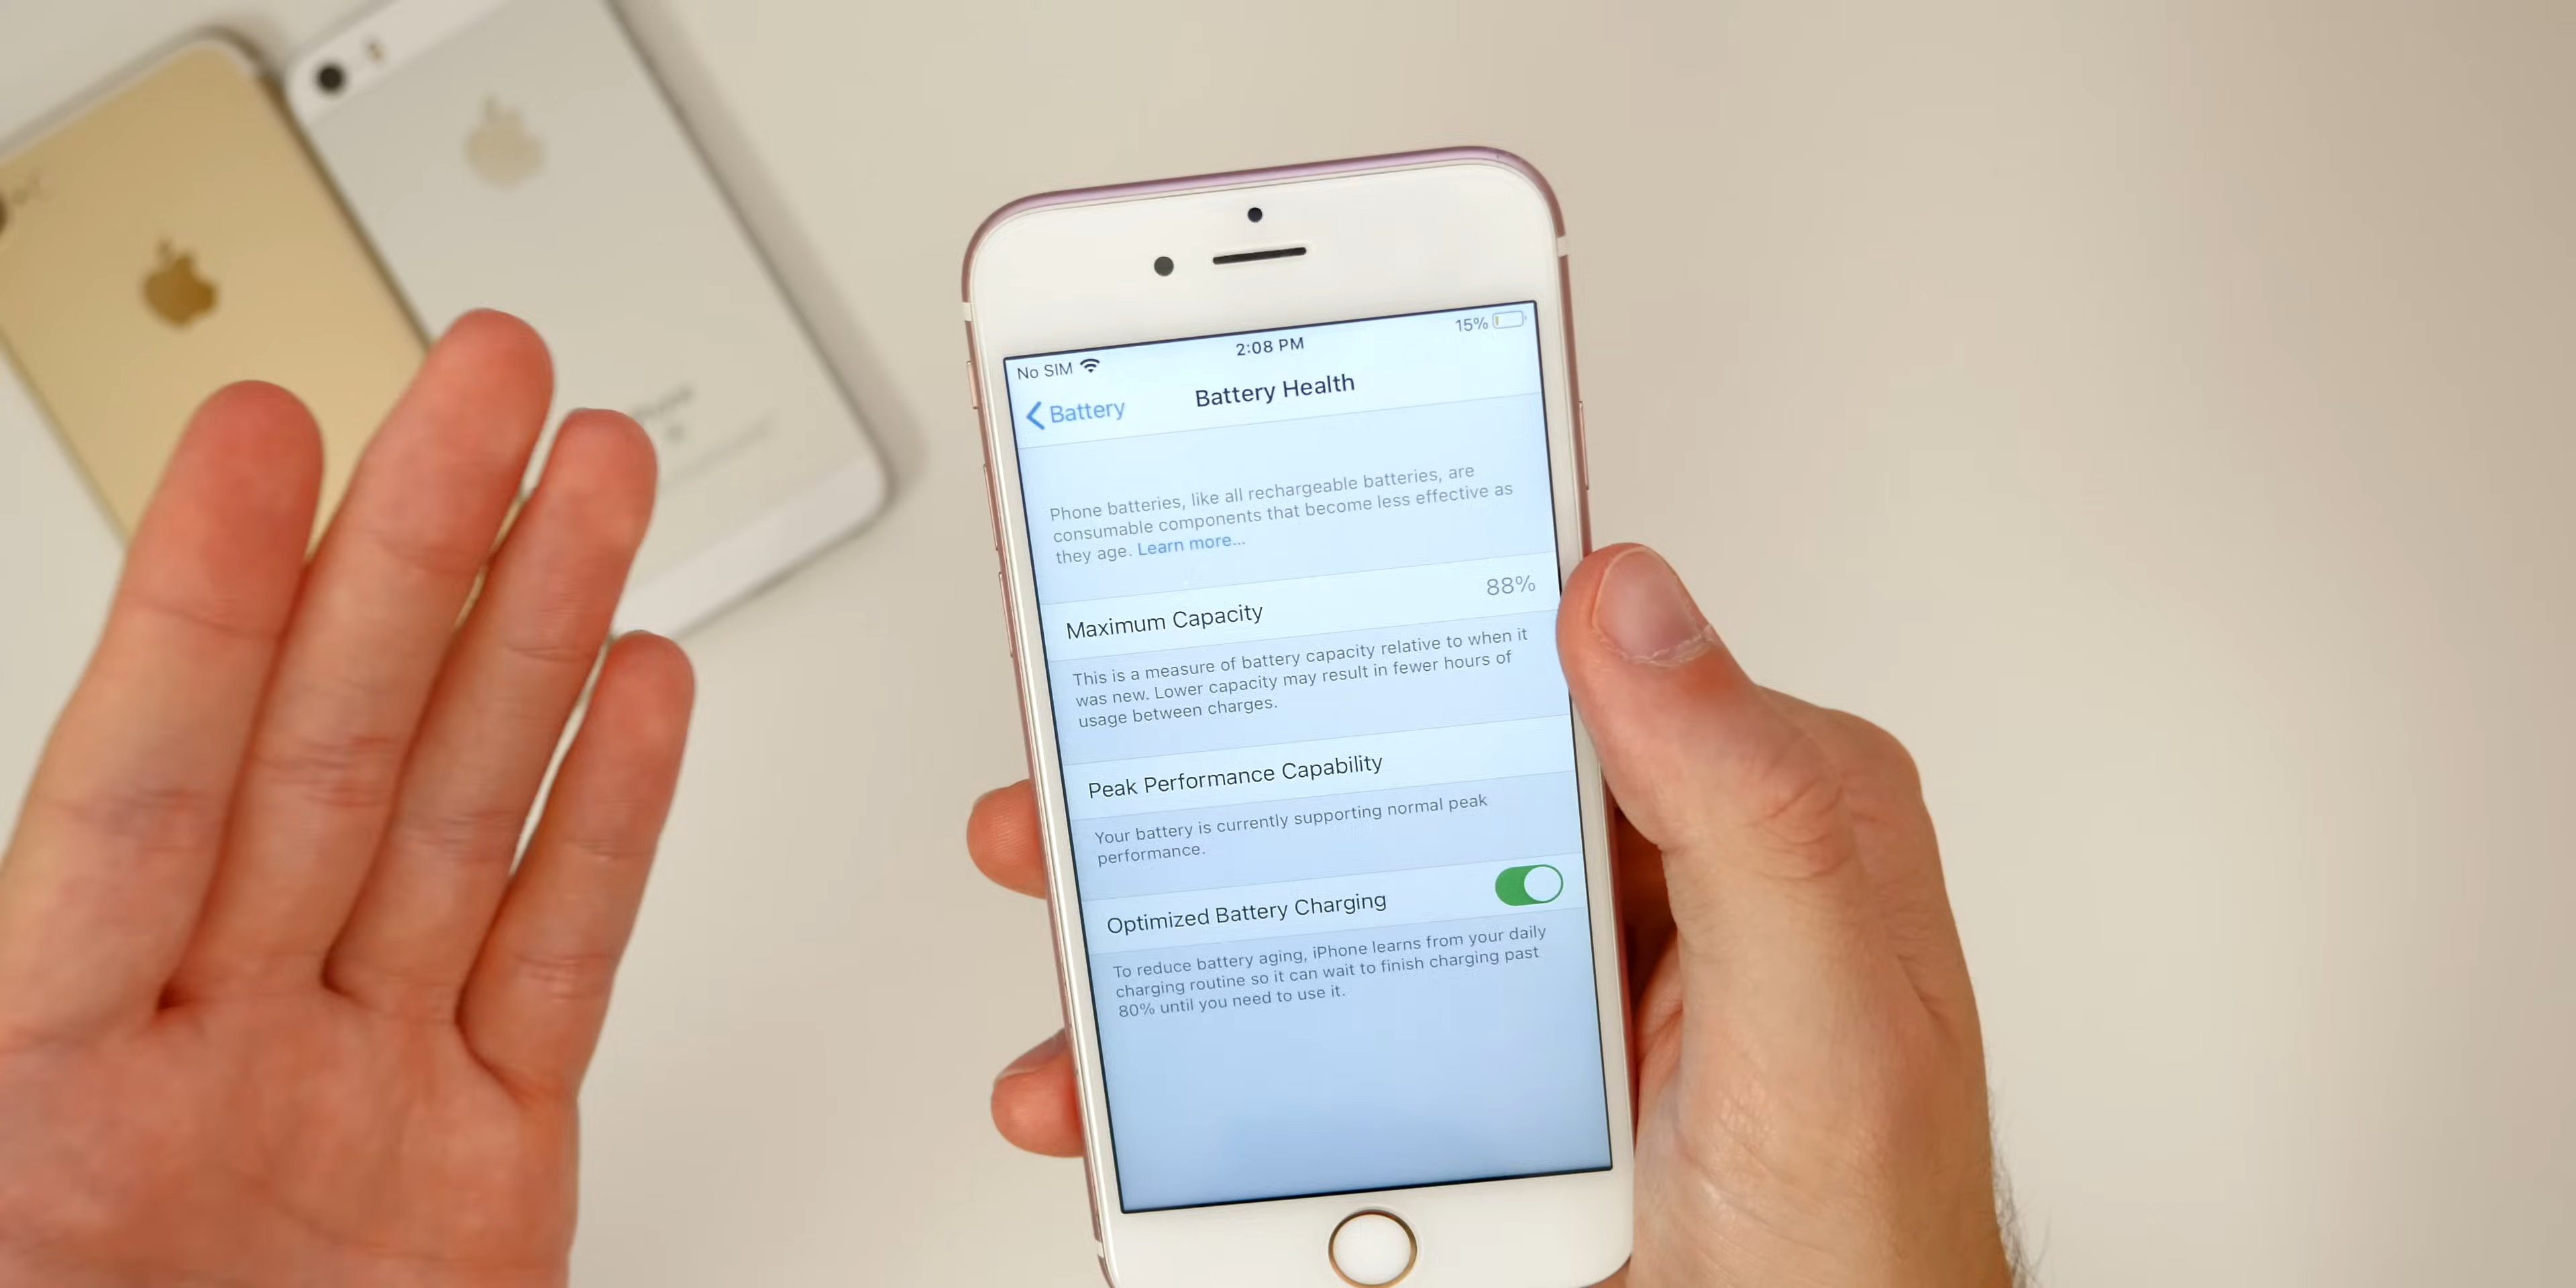 No SIM 2:08 PM 15%
Battery Battery Health
Phone batteries, like all rechargeable batteries, are
consumable components that become less effective as
they age. Learn more...
Maximum Capacity 88%
This is a measure of battery capacity relative to when it
was new. Lower capacity may result in fewer hours of
usage between charges.
Peak Performance Capability
Your battery is currently supporting normal peak
performance.
Optimized Battery Charging
To reduce battery aging, iPhone learns from your daily
charging routine so it can wait to finish charging past
80% until you need to use it.